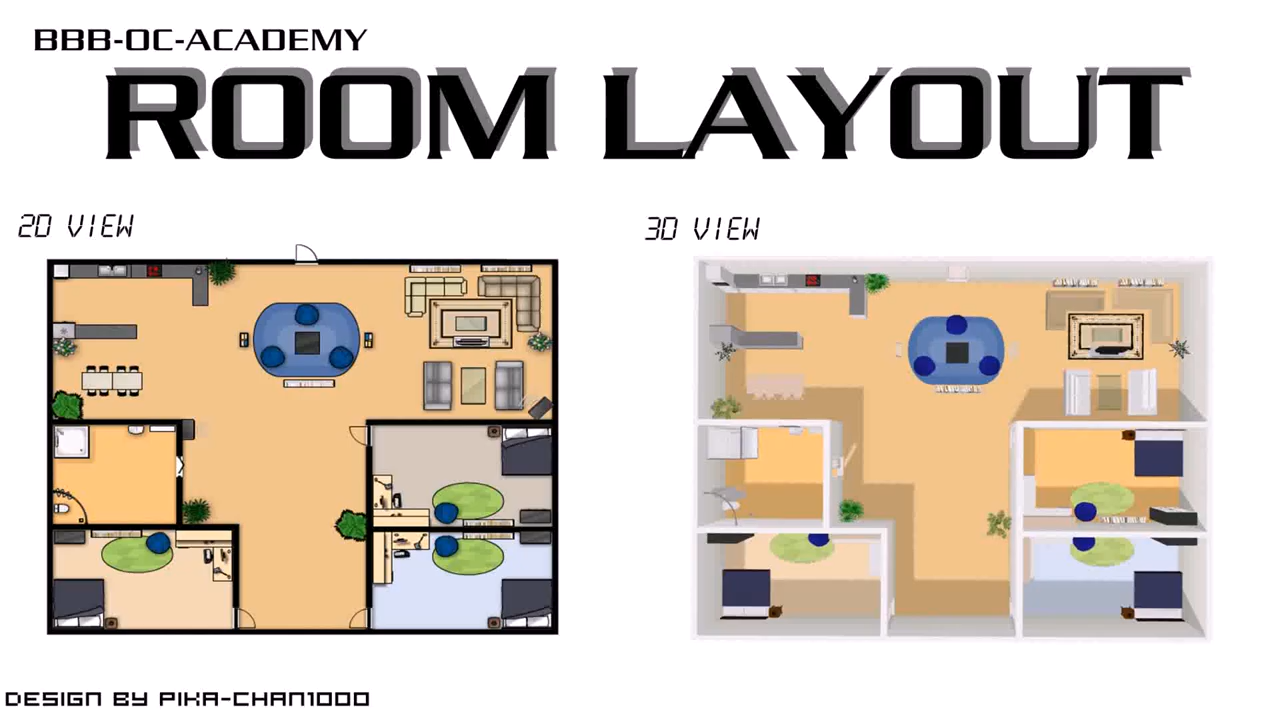 BBB-OC-ACADEMY
ROOM LAYOUT
2D VIEW
3D VIEW
DESIGN BY PIKA-CHAN1000